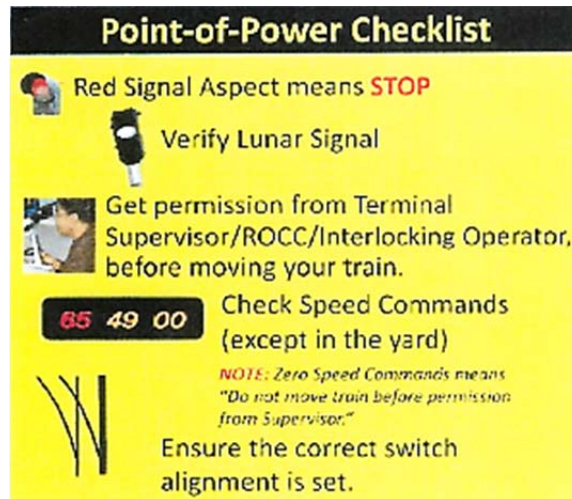 Point-of-Power Checklist
Red Signal Aspect means STOP
Verify Lunar Signal
Get permission from Terminal
Supervisor/ROCC/Interlocking Operator,
before moving your train.
65 49 00
Check Speed Commands
(except in the yard)
NOTE: Zero Speed Commands means
"Do not move train before permission
from Supervisor."
Ensure the correct switch
alignment is set.